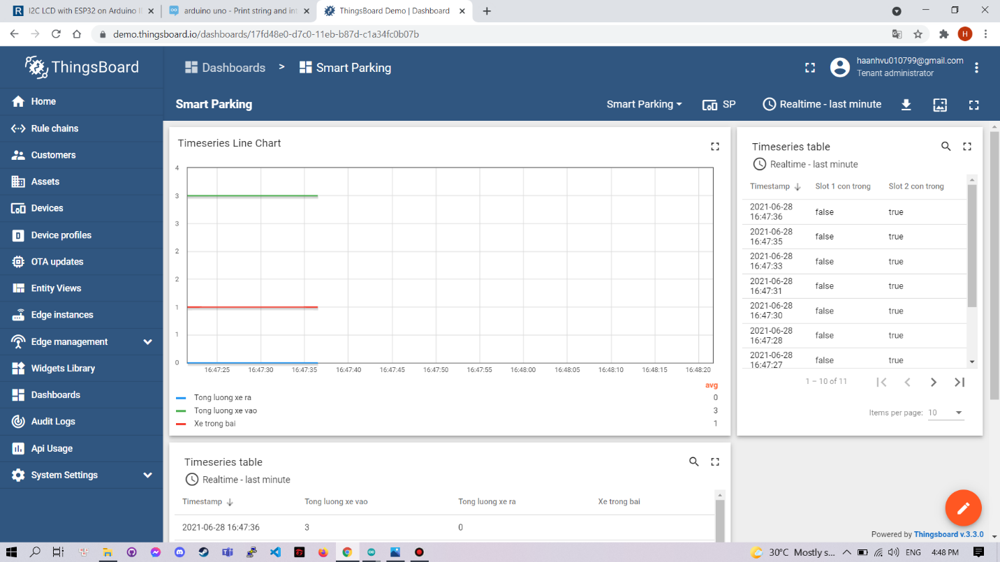 I2C LCD with ESP32 on Arduino I
arduino uno - Print string and int
ThingsBoard Demo | Dashboard
demo.thingsboard.io/dashboards/17fd48e0-d7c0-11eb-b87d-c1a34fc0b07b
H
ThingsBoard
Dashboards > Smart Parking
haanhvu010799@gmail.com
Tenant administrator
Smart Parking
Smart Parking
SP
Realtime - last minute
Home
Rule chains
Customers
Assets
Devices
Device profiles
OTA updates
Entity Views
Edge instances
Edge management
Widgets Library
Dashboards
Audit Logs
Api Usage
System Settings
Timeseries Line Chart
4
3
3
2
2
1
1
0
16:47:25 16:47:30 16:47:35 16:47:40 16:47:45 16:47:50 16:47:55 16:48:00 16:48:05 16:48:10 16:48:15 16:48:20
avg
Tong luong xe ra 0
Tong luong xe vao 3
Xe trong bai 1
Timeseries table
Realtime - last minute
Timestamp Slot 1 con trong Slot 2 con trong
2021-06-28 16:47:36 false true
2021-06-28 16:47:35 false true
2021-06-28 16:47:33 false true
2021-06-28 16:47:31 false true
2021-06-28 16:47:30 false true
2021-06-28 16:47:28 false true
2021-06-28 16:47:27 false true
1 – 10 of 11
Items per page: 10
Timeseries table
Realtime - last minute
Timestamp Tong luong xe vao Tong luong xe ra Xe trong bai
2021-06-28 16:47:36 3 0
Powered by Thingsboard v.3.3.0
30°C Mostly s... ENG 4:48 PM